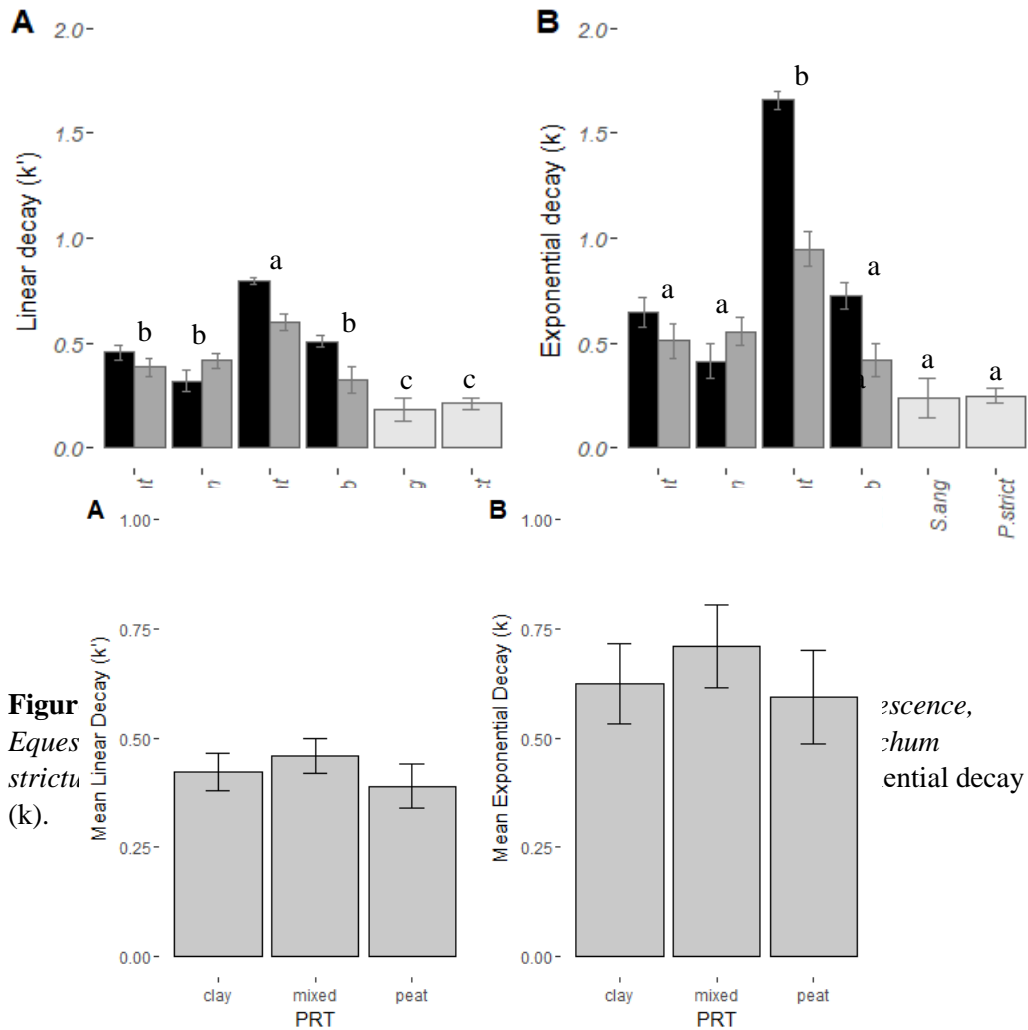 A
2.0
1.5
1.0
0.5
0.0
Linear decay (k')
b
b
a
b
c
c
B
2.0
1.5
1.0
0.5
0.0
Exponential decay (k)
a
a
b
a
a
a
a
S.ang
P.strict
A
1.00
0.75
0.50
0.25
0.00
Mean Linear Decay (k')
clay mixed peat
PRT
B
1.00
0.75
0.50
0.25
0.00
Mean Exponential Decay (k)
clay mixed peat
PRT
Figur escence,
Eques chum
strictu ential decay
(k).